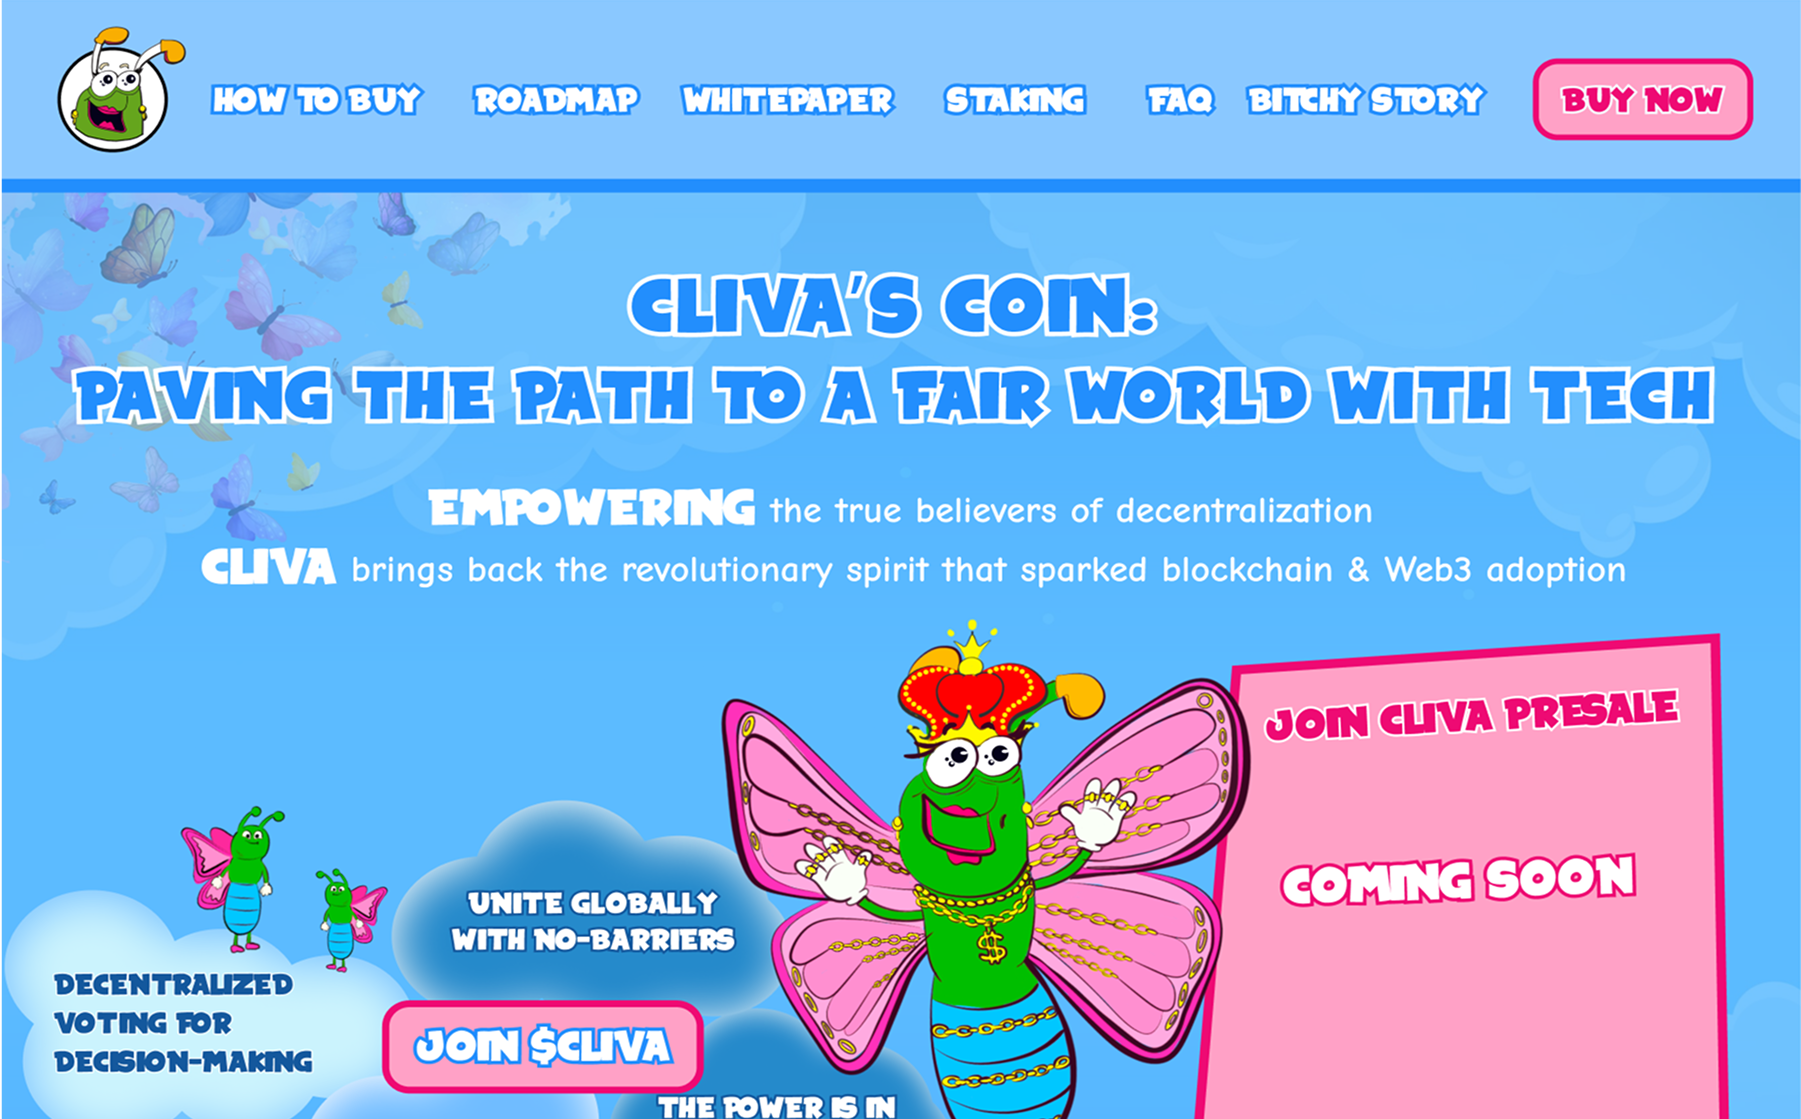 HOW TO BUY ROADMAP WHITEPAPER STAKING FAQ BITCHY STORY BUY NOW
CLIVA'S COIN:
PAVING THE PATH TO A FAIR WORLD WITH TECH
EMPOWERING the true believers of decentralization
CLIVA brings back the revolutionary spirit that sparked blockchain & Web3 adoption
JOIN CLIVA PRESALE
COMING SOON
UNITE GLOBALLY
WITH NO-BARRIERS
DECENTRALIZED
VOTING FOR
DECISION-MAKING
JOIN $CLIVA
THE POWER IS IN
$